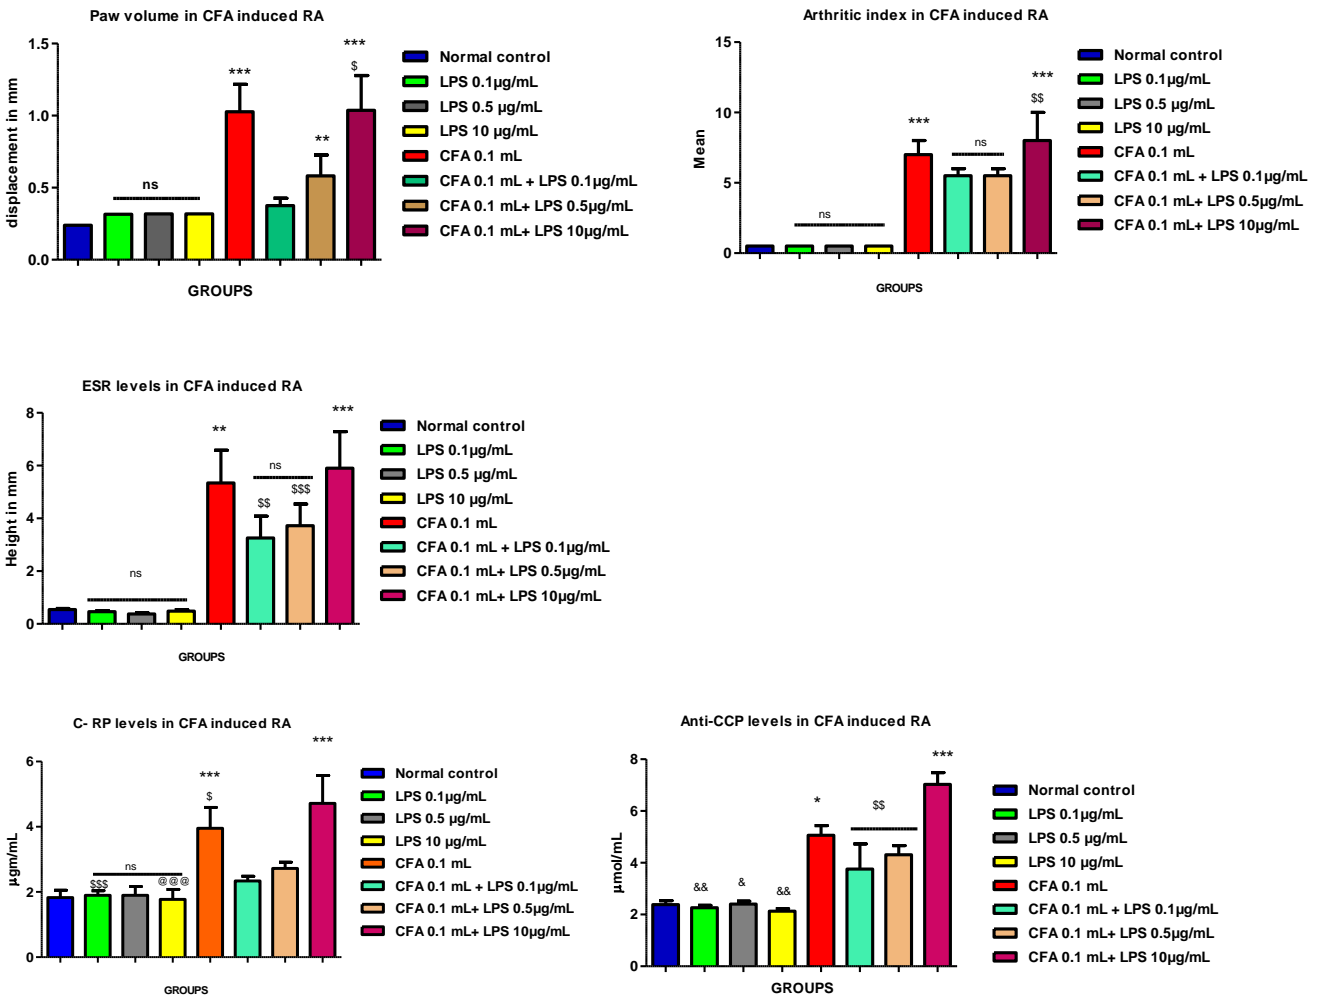 Paw volume in CFA induced RA
1.5
1.0
0.5
0.0
displacement in mm
***
**
***
$
ns
GROUPS
Normal control
LPS 0.1µg/mL
LPS 0.5 µg/mL
LPS 10 µg/mL
CFA 0.1 mL
CFA 0.1 mL + LPS 0.1µg/mL
CFA 0.1 mL+ LPS 0.5µg/mL
CFA 0.1 mL+ LPS 10µg/mL
Arthritic index in CFA induced RA
15
10
5
0
Mean
ns
***
ns
***
$$
GROUPS
Normal control
LPS 0.1µg/mL
LPS 0.5 µg/mL
LPS 10 µg/mL
CFA 0.1 mL
CFA 0.1 mL + LPS 0.1µg/mL
CFA 0.1 mL+ LPS 0.5µg/mL
CFA 0.1 mL+ LPS 10µg/mL
ESR levels in CFA induced RA
8
6
4
2
0
Height in mm
ns
**
ns
$$
$$$
***
GROUPS
Normal control
LPS 0.1µg/mL
LPS 0.5 µg/mL
LPS 10 µg/mL
CFA 0.1 mL
CFA 0.1 mL + LPS 0.1µg/mL
CFA 0.1 mL+ LPS 0.5µg/mL
CFA 0.1 mL+ LPS 10µg/mL
C- RP levels in CFA induced RA
6
4
2
0
µgm/mL
ns
$$$
@@@
***
$
***
GROUPS
Normal control
LPS 0.1µg/mL
LPS 0.5 µg/mL
LPS 10 µg/mL
CFA 0.1 mL
CFA 0.1 mL + LPS 0.1µg/mL
CFA 0.1 mL+ LPS 0.5µg/mL
CFA 0.1 mL+ LPS 10µg/mL
Anti-CCP levels in CFA induced RA
8
6
4
2
0
µmol/mL
&&
&
&&
*
$$
***
GROUPS
Normal control
LPS 0.1µg/mL
LPS 0.5 µg/mL
LPS 10 µg/mL
CFA 0.1 mL
CFA 0.1 mL + LPS 0.1µg/mL
CFA 0.1 mL+ LPS 0.5µg/mL
CFA 0.1 mL+ LPS 10µg/mL